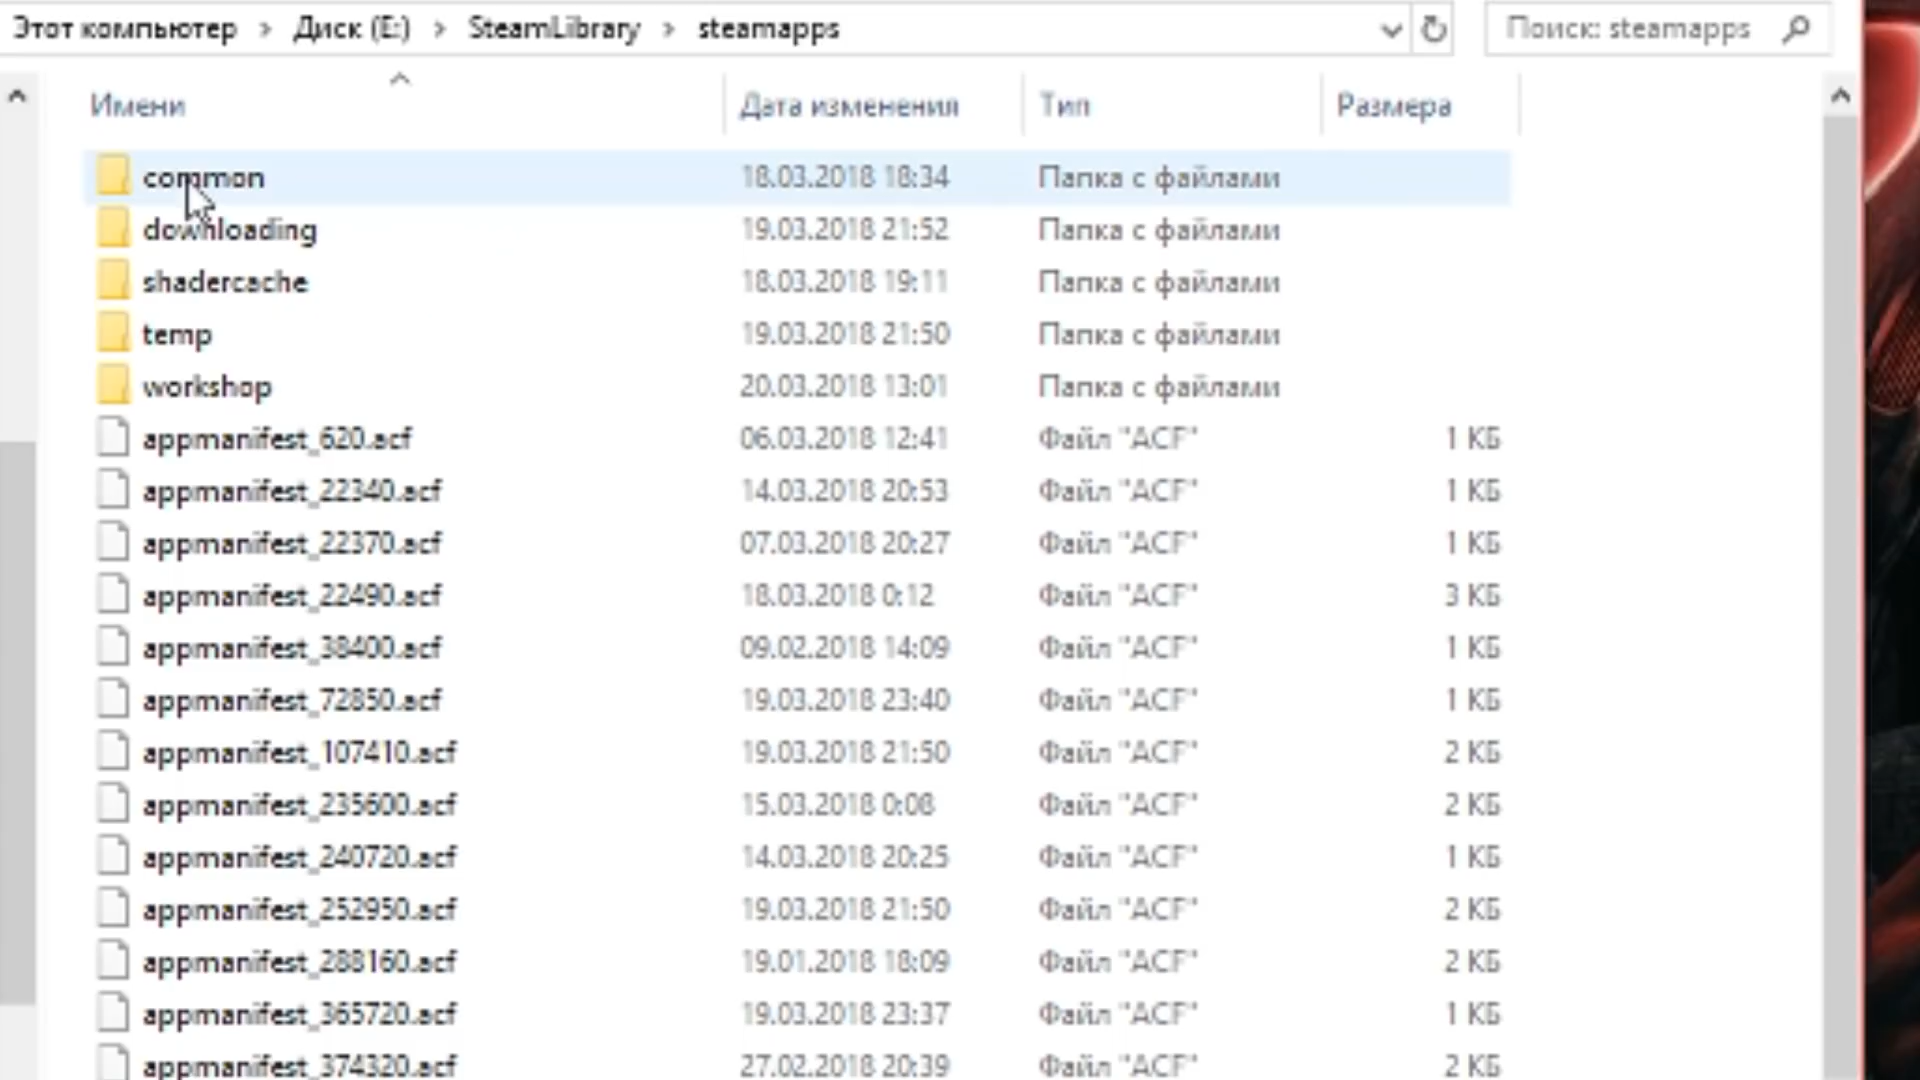 Этот компьютер > Диск (E:) > SteamLibrary > steamapps Поиск: steamapps
Имени Дата изменения Тип Размера
common 18.03.2018 18:34 Папка с файлами
downloading 19.03.2018 21:52 Папка с файлами
shadercache 18.03.2018 19:11 Папка с файлами
temp 19.03.2018 21:50 Папка с файлами
workshop 20.03.2018 13:01 Папка с файлами
appmanifest_620.acf 06.03.2018 12:41 Файл "ACF" 1 КБ
appmanifest_22340.acf 14.03.2018 20:53 Файл "ACF" 1 КБ
appmanifest_22370.acf 07.03.2018 20:27 Файл "ACF" 1 КБ
appmanifest_22490.acf 18.03.2018 0:12 Файл "ACF" 3 КБ
appmanifest_38400.acf 09.02.2018 14:09 Файл "ACF" 1 КБ
appmanifest_72850.acf 19.03.2018 23:40 Файл "ACF" 1 КБ
appmanifest_107410.acf 19.03.2018 21:50 Файл "ACF" 2 КБ
appmanifest_235600.acf 15.03.2018 0:08 Файл "ACF" 2 КБ
appmanifest_240720.acf 14.03.2018 20:25 Файл "ACF" 1 КБ
appmanifest_252950.acf 19.03.2018 21:50 Файл "ACF" 2 КБ
appmanifest_288160.acf 19.01.2018 18:09 Файл "ACF" 2 КБ
appmanifest_365720.acf 19.03.2018 23:37 Файл "ACF" 1 КБ
appmanifest_374320.acf 27.02.2018 20:39 Файл "ACF" 2 КБ